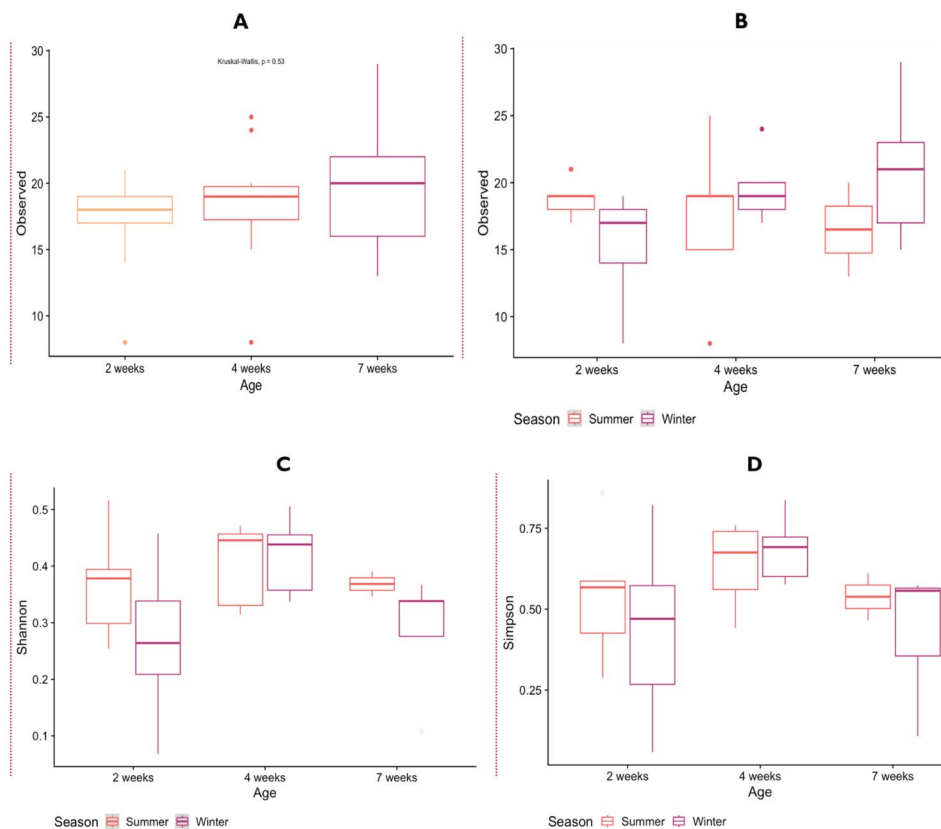 A
Kruskal-Wallis, p = 0.53
30
25
20
15
10
Observed
2 weeks 4 weeks 7 weeks
Age
B
30
25
20
15
10
Observed
2 weeks 4 weeks 7 weeks
Age
Season Summer Winter
C
0.5
0.4
0.3
0.2
0.1
Shannon
2 weeks 4 weeks 7 weeks
Age
Season Summer Winter
D
0.75
0.50
0.25
Simpson
2 weeks 4 weeks 7 weeks
Age
Season Summer Winter